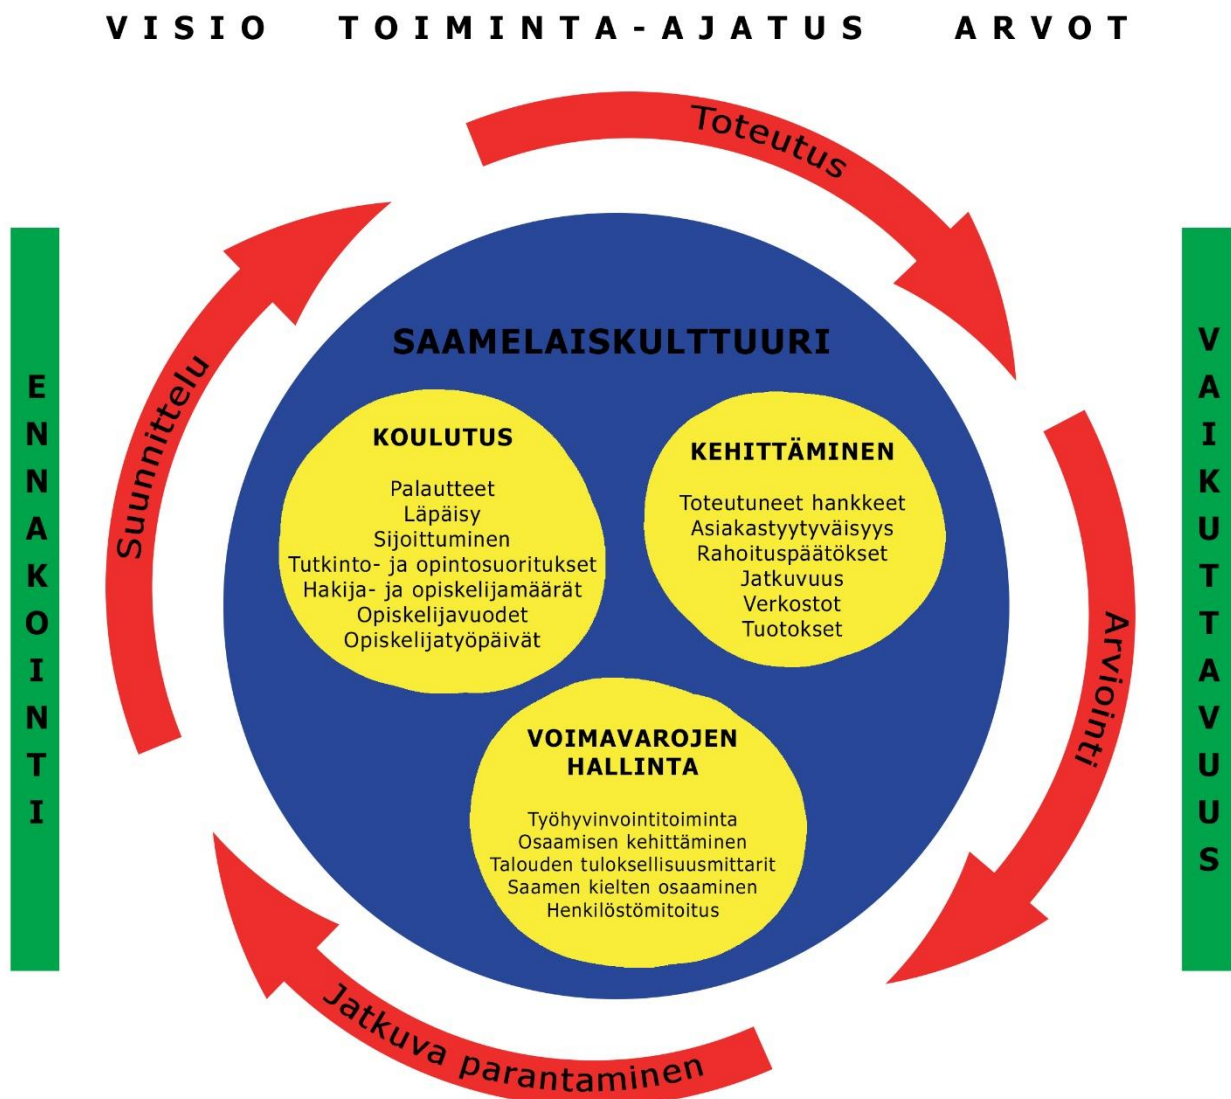 VISIO TOIMINTA-AJATUS ARVOT
Toteutus
Suunnittelu
ENNAKOINTI
SAAMELAISKULTTUURI
KOULUTUS
Palautteet
Läpäisy
Sijoittuminen
Tutkinto- ja opintosuoritukset
Hakija- ja opiskelijamäärät
Opiskelijavuodet
Opiskelijatyöpäivät
KEHITTÄMINEN
Toteutuneet hankkeet
Asiakastyytyväisyys
Rahoituspäätökset
Jatkuvuus
Verkostot
Tuotokset
VOIMAVAROJEN
HALLINTA
Työhyvinvointitoiminta
Osaamisen kehittäminen
Talouden tuloksellisuusmittarit
Saamen kielten osaaminen
Henkilöstömitoitus
VAIKUTTAVUUS
Arviointi
Jatkuva parantaminen